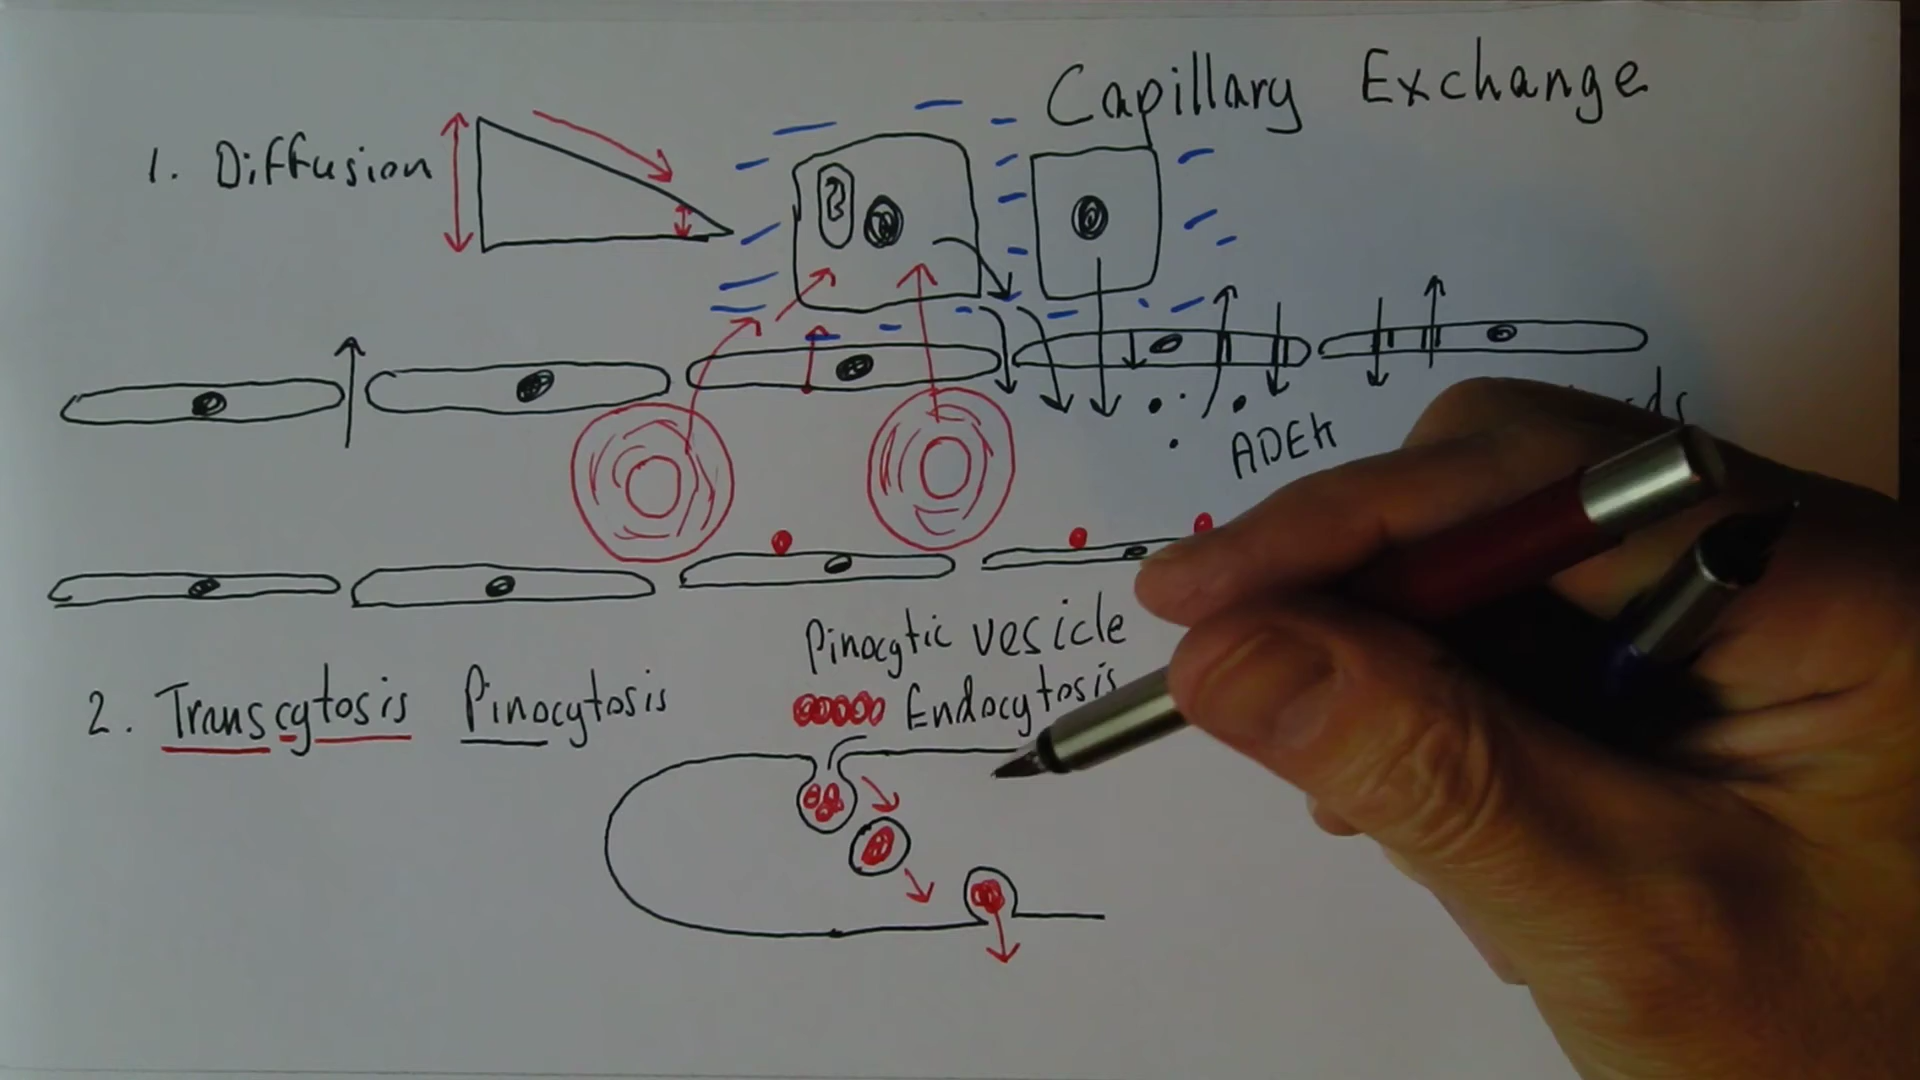 Capillary Exchange
1. Diffusion
ADEK
Pinocytic vesicle
2. Transcytosis Pinocytosis
Endocytosis